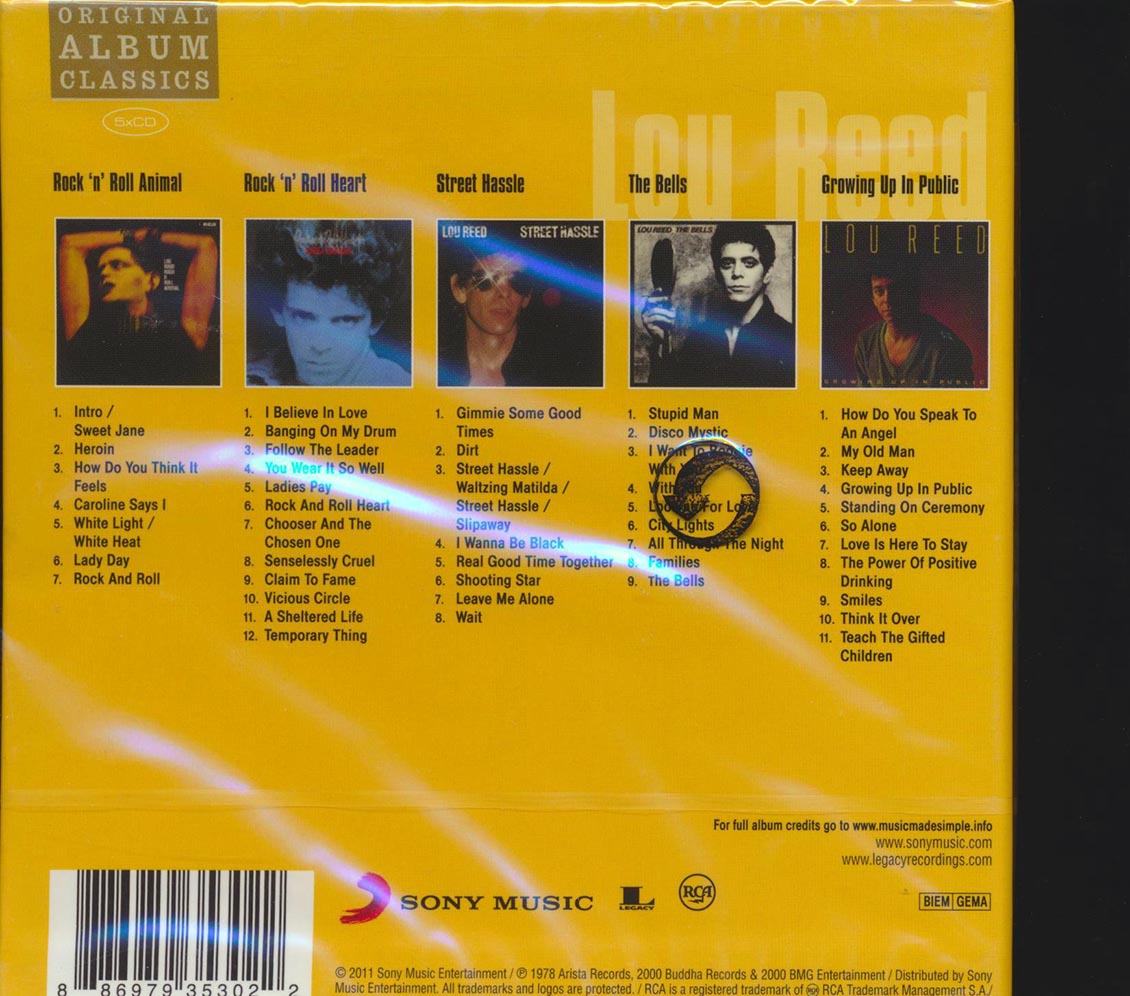 ORIGINAL
ALBUM
CLASSICS
5xCD
Lou Reed
Rock 'n' Roll Animal
1. Intro /
Sweet Jane
2. Heroin
3. How Do You Think It
Feels
4. Caroline Says I
5. White Light /
White Heat
6. Lady Day
7. Rock And Roll
Rock 'n' Roll Heart
1. I Believe In Love
2. Banging On My Drum
3. Follow The Leader
4. You Wear It So Well
5. Ladies Pay
6. Rock And Roll Heart
7. Chooser And The
Chosen One
8. Senselessly Cruel
9. Claim To Fame
10. Vicious Circle
11. A Sheltered Life
12. Temporary Thing
Street Hassle
LOU REED STREET HASSLE
1. Gimmie Some Good
Times
2. Dirt
3. Street Hassle /
Waltzing Matilda /
Street Hassle /
Slipaway
4. I Wanna Be Black
5. Real Good Time Together
6. Shooting Star
7. Leave Me Alone
8. Wait
The Bells
LOU REED THE BELLS
1. Stupid Man
2. Disco Mystic
3. I Want To
With
4. With
5. For
6. City Lights
7. All Through The Night
8. Families
9. The Bells
Growing Up In Public
LOU REED
GROWING UP IN PUBLIC
1. How Do You Speak To
An Angel
2. My Old Man
3. Keep Away
4. Growing Up In Public
5. Standing On Ceremony
6. So Alone
7. Love Is Here To Stay
8. The Power Of Positive
Drinking
9. Smiles
10. Think It Over
11. Teach The Gifted
Children
For full album credits go to www.musicmadesimple.info
www.sonymusic.com
www.legacyrecordings.com
SONY MUSIC
L
LEGACY
RCA
BIEM GEMA
8 86979 35302 2
© 2011 Sony Music Entertainment / ℗ 1978 Arista Records, 2000 Buddha Records & 2000 BMG Entertainment / Distributed by Sony
Music Entertainment. All trademarks and logos are protected. / RCA is a registered trademark of RCA Trademark Management S.A./